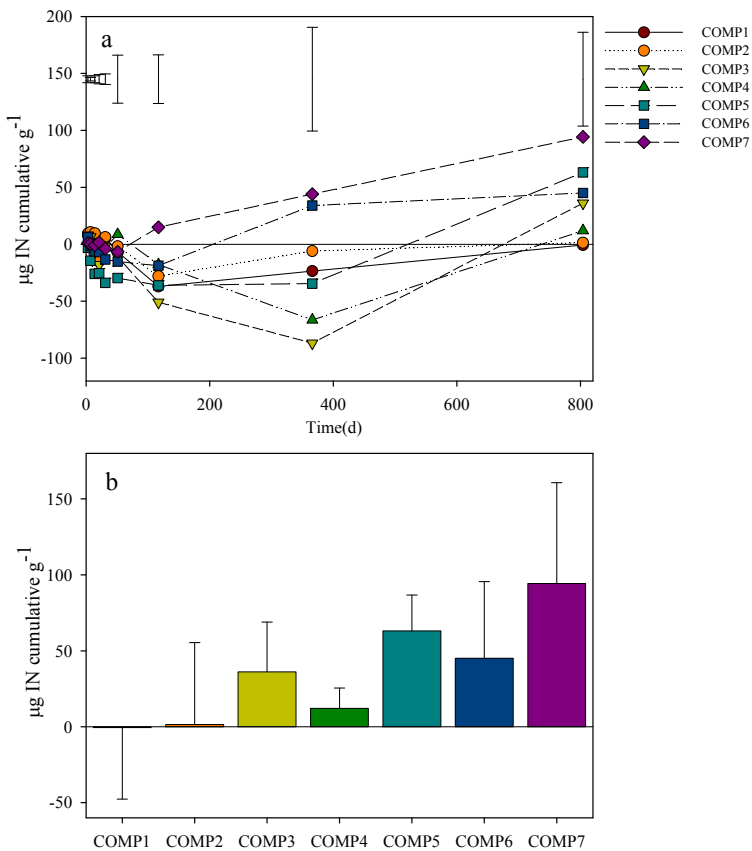 a
200
150
100
50
0
-50
-100
µg IN cumulative g⁻¹
0 200 400 600 800
Time(d)
COMP1
COMP2
COMP3
COMP4
COMP5
COMP6
COMP7
b
150
100
50
0
-50
µg IN cumulative g⁻¹
COMP1 COMP2 COMP3 COMP4 COMP5 COMP6 COMP7